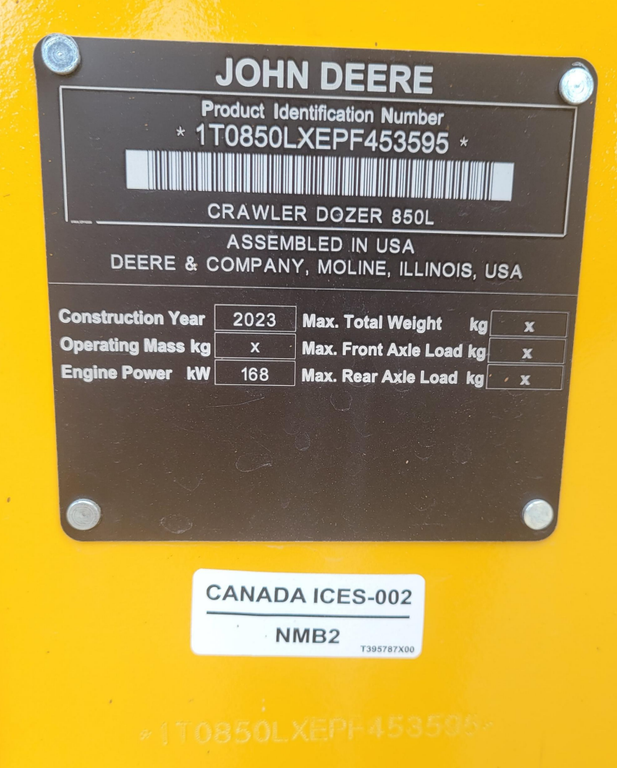 JOHN DEERE
Product Identification Number
* 1T0850LXEPF453595 *
CRAWLER DOZER 850L
ASSEMBLED IN USA
DEERE & COMPANY, MOLINE, ILLINOIS, USA
Construction Year 2023 Max. Total Weight kg x
Operating Mass kg x Max. Front Axle Load kg x
Engine Power kW 168 Max. Rear Axle Load kg x
CANADA ICES-002
NMB2
T395787X00
*1T0850LXEPF453595*